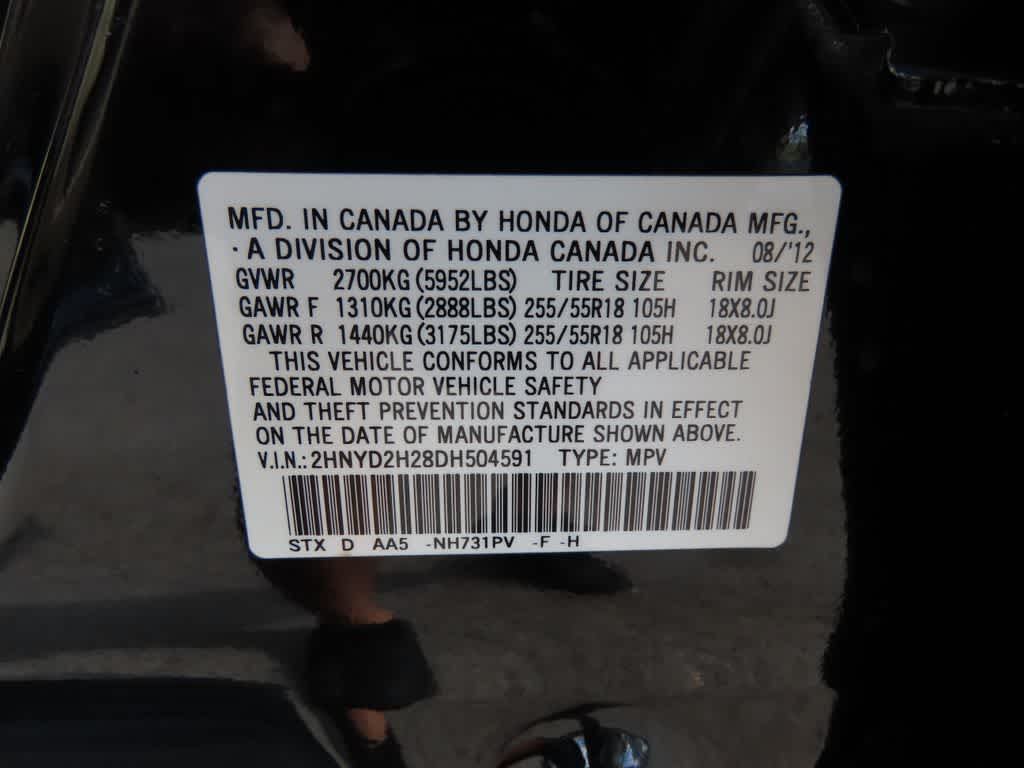 MFD. IN CANADA BY HONDA OF CANADA MFG.,
· A DIVISION OF HONDA CANADA INC. 08/'12
GVWR 2700KG (5952LBS) TIRE SIZE RIM SIZE
GAWR F 1310KG (2888LBS) 255/55R18 105H 18X8.0J
GAWR R 1440KG (3175LBS) 255/55R18 105H 18X8.0J
THIS VEHICLE CONFORMS TO ALL APPLICABLE
FEDERAL MOTOR VEHICLE SAFETY
AND THEFT PREVENTION STANDARDS IN EFFECT
ON THE DATE OF MANUFACTURE SHOWN ABOVE.
V.I.N.: 2HNYD2H28DH504591 TYPE: MPV
STX D AA5 -NH731PV -F -H